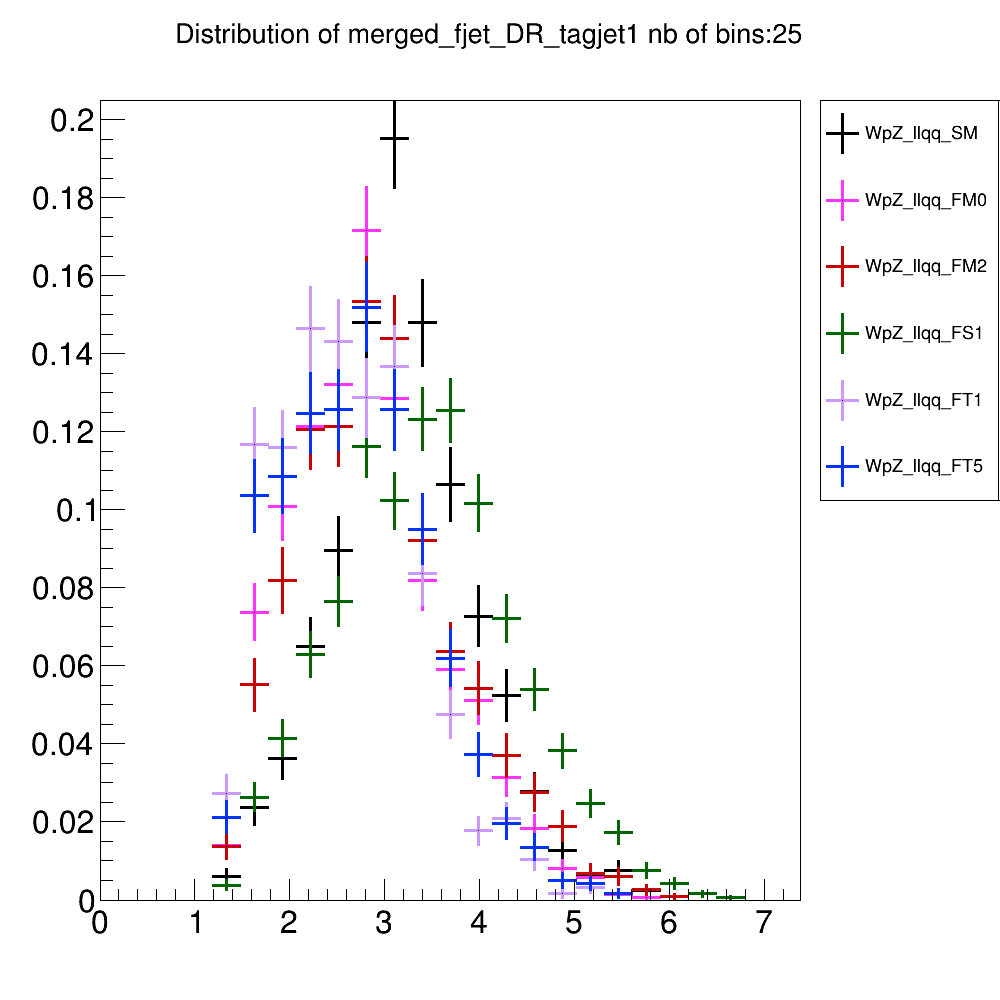 Distribution of merged_fjet_DR_tagjet1 nb of bins:25
0.2
0.18
0.16
0.14
0.12
0.1
0.08
0.06
0.04
0.02
0
0 1 2 3 4 5 6 7
WpZ_llqq_SM
WpZ_llqq_FM0
WpZ_llqq_FM2
WpZ_llqq_FS1
WpZ_llqq_FT1
WpZ_llqq_FT5